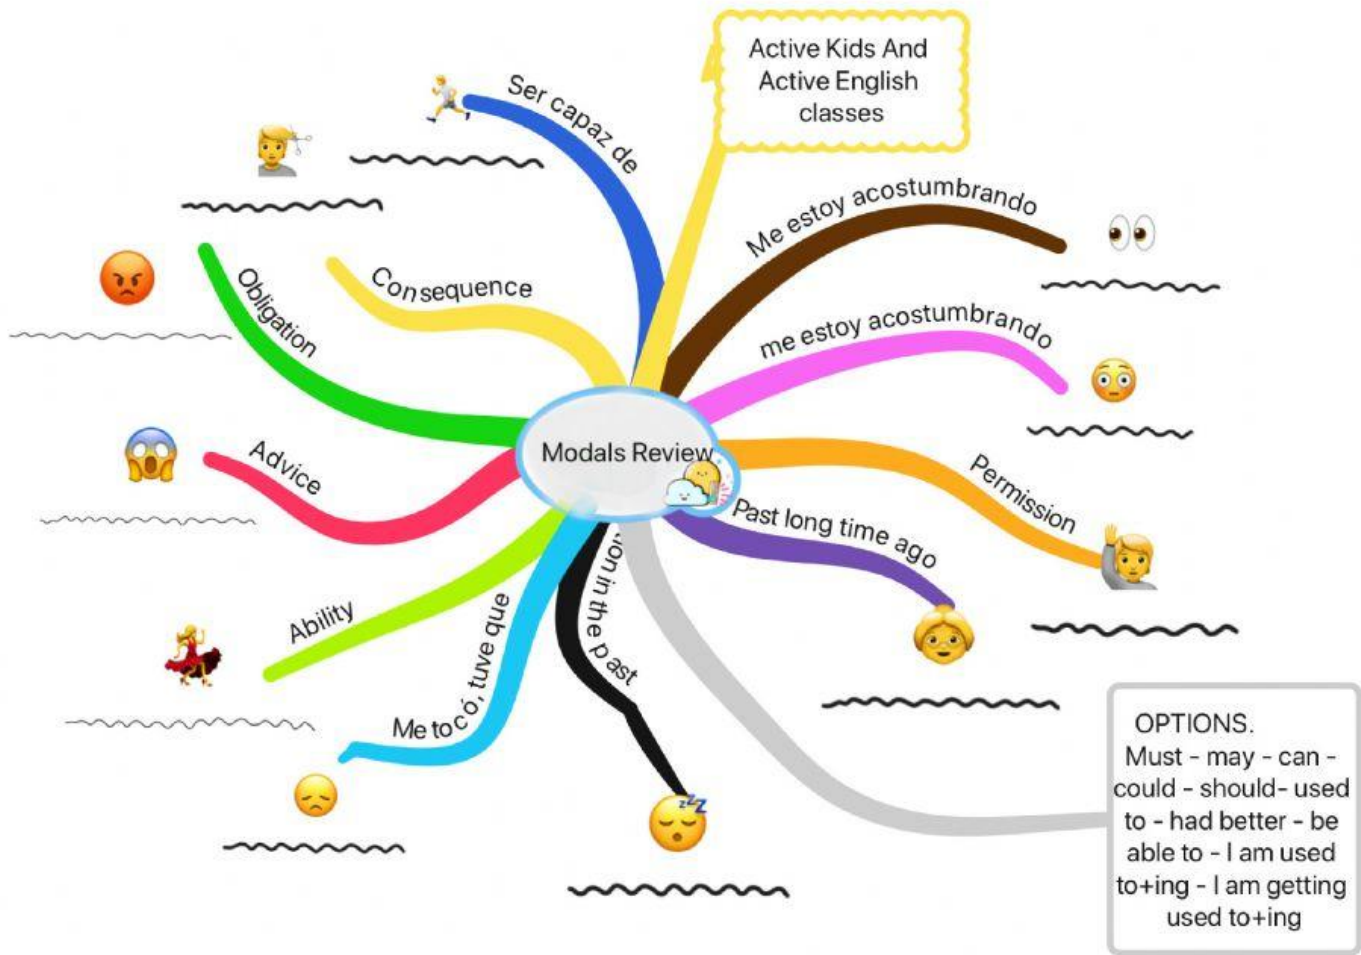 Active Kids And
Active English
classes
Ser capaz de
Me estoy acostumbrando
Consequence
Obligation
me estoy acostumbrando
Modals Review
Advice
Permission
Past long time ago
Ability
Me tocó, tuve que
in the past
OPTIONS.
Must - may - can -
could - should- used
to - had better - be
able to - I am used
to+ing - I am getting
used to+ing